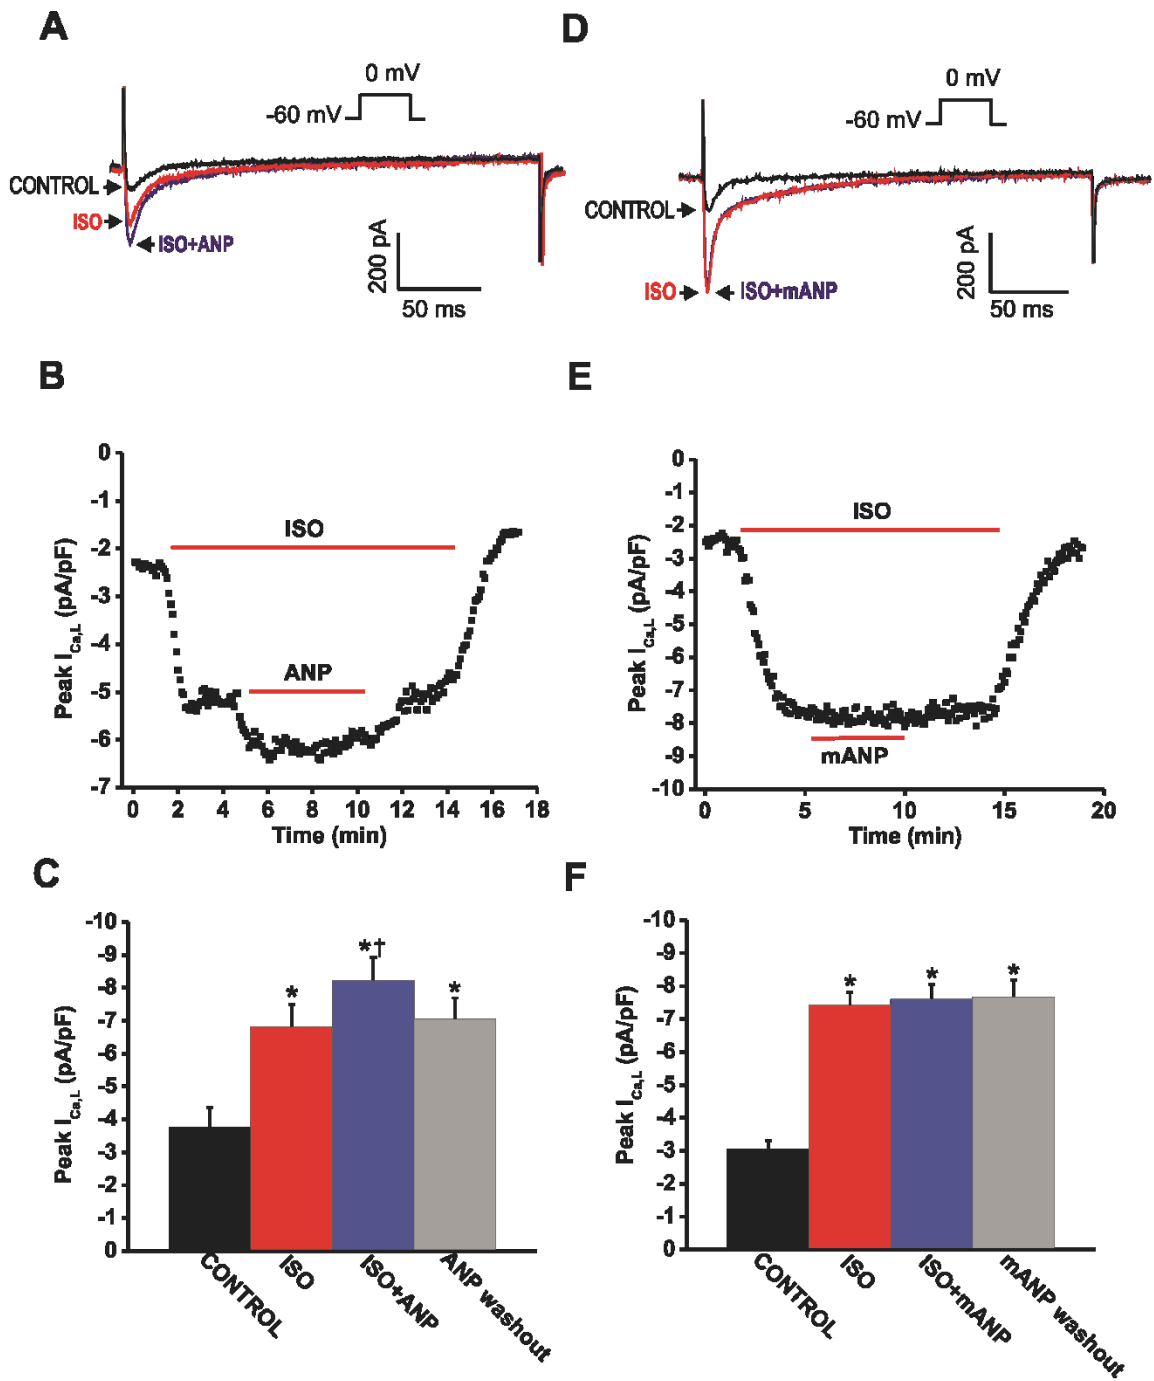 A
0 mV
-60 mV
CONTROL
ISO
ISO+ANP
200 pA
50 ms
D
0 mV
-60 mV
CONTROL
ISO
ISO+mANP
200 pA
50 ms
B
0
-1
-2
-3
-4
-5
-6
-7
Peak I_Ca,L (pA/pF)
ISO
ANP
0 2 4 6 8 10 12 14 16 18
Time (min)
E
0
-1
-2
-3
-4
-5
-6
-7
-8
-9
-10
Peak I_Ca,L (pA/pF)
ISO
mANP
0 5 10 15 20
Time (min)
C
-10
-9
-8
-7
-6
-5
-4
-3
-2
-1
0
Peak I_Ca,L (pA/pF)
*
*†
*
CONTROL
ISO
ISO+ANP
ANP washout
F
-10
-9
-8
-7
-6
-5
-4
-3
-2
-1
0
Peak I_Ca,L (pA/pF)
*
*
*
CONTROL
ISO
ISO+mANP
mANP washout